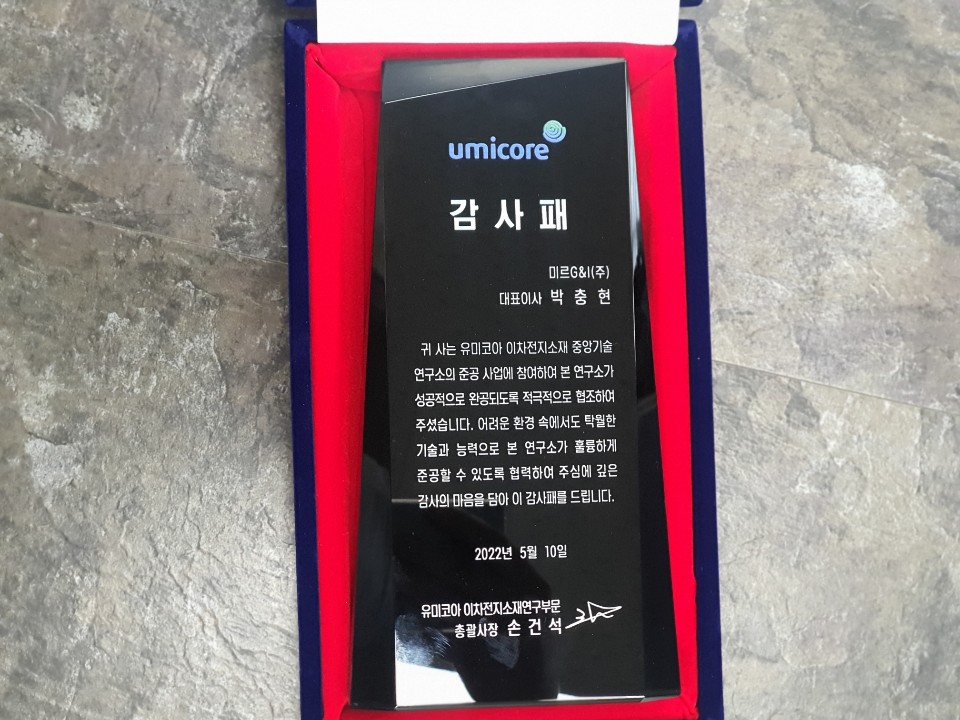 umicore
감 사 패
미르G&I(주)
대표이사 박 충 현
귀 사는 유미코아 이차전지소재 중앙기술
연구소의 준공 사업에 참여하여 본 연구소가
성공적으로 완공되도록 적극적으로 협조하여
주셨습니다. 어려운 환경 속에서도 탁월한
기술과 능력으로 본 연구소가 훌륭하게
준공할 수 있도록 협력하여 주심에 깊은
감사의 마음을 담아 이 감사패를 드립니다.
2022년 5월 10일
유미코아 이차전지소재연구부문
총괄사장 손 건 석